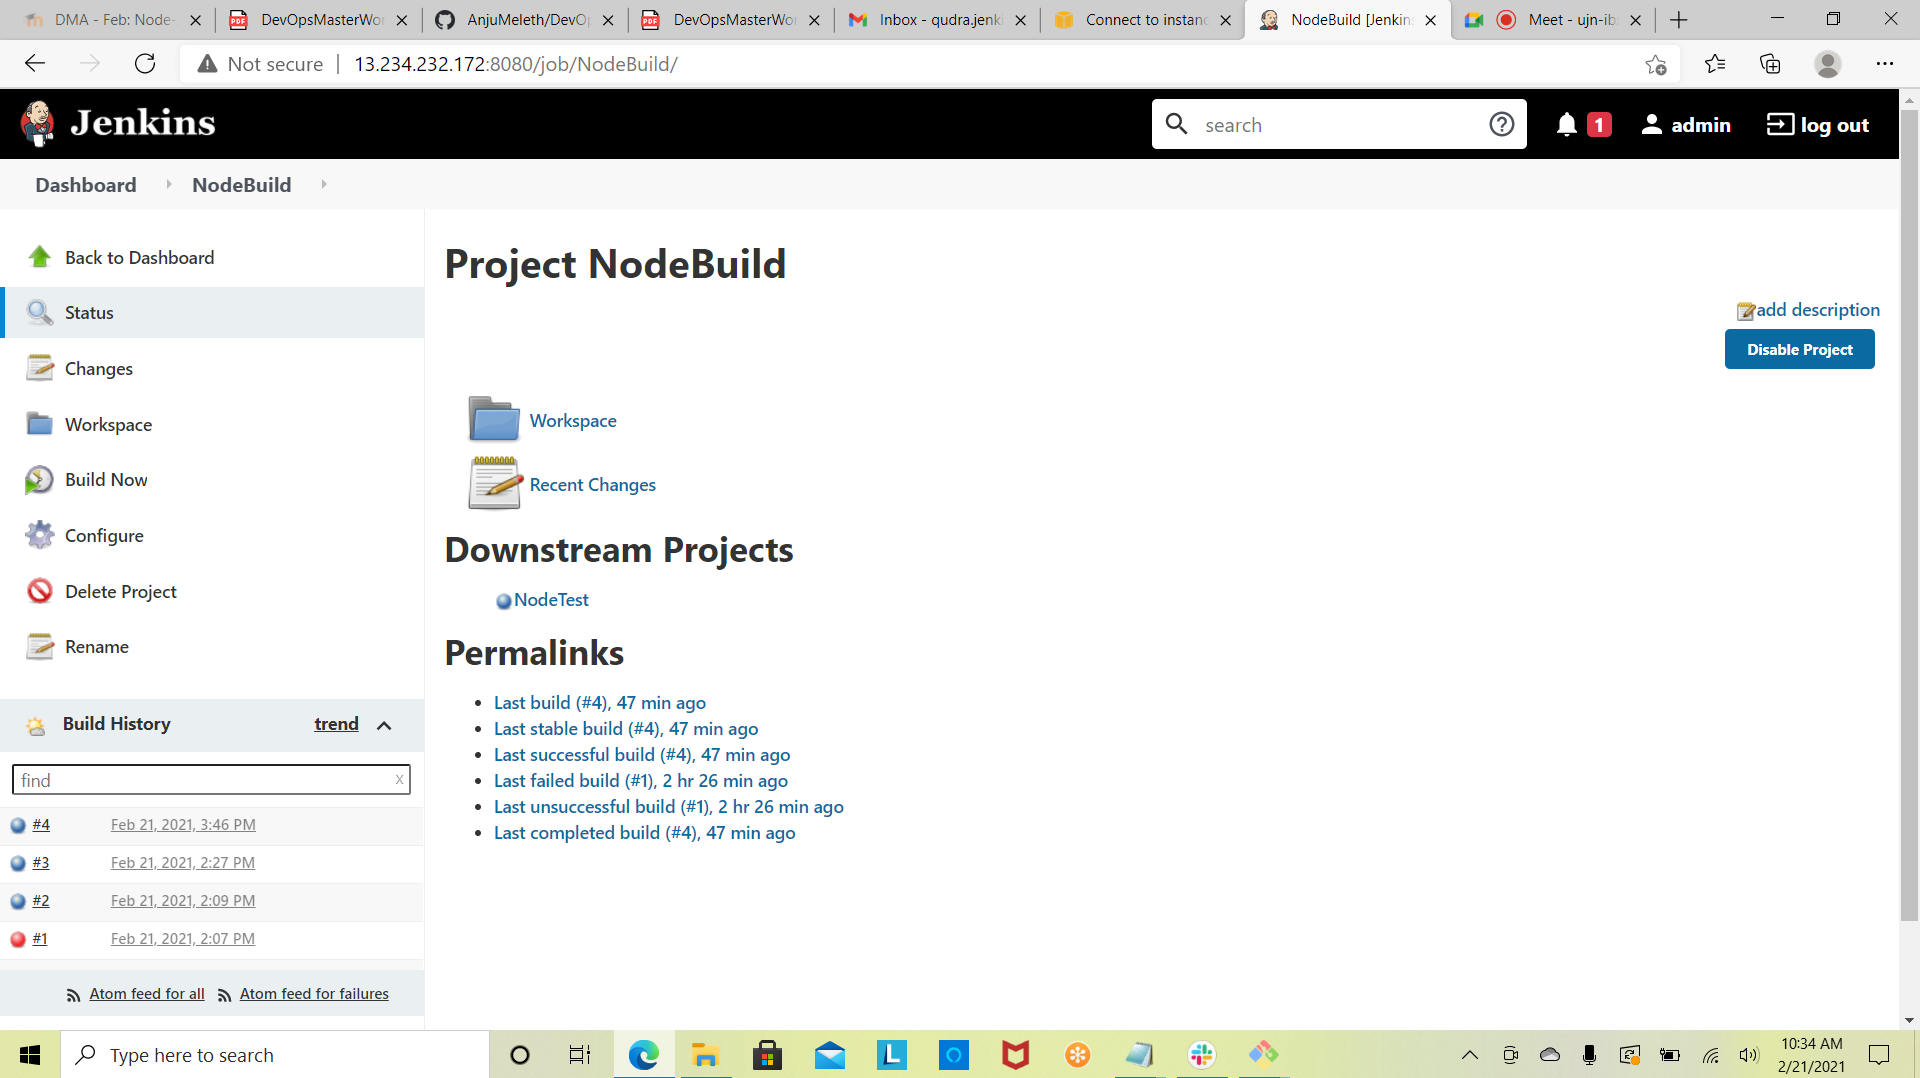 DMA - Feb: Node-
DevOpsMasterWor
AnjuMeleth/DevOp
DevOpsMasterWor
Inbox - qudra.jenki
Connect to instanc
NodeBuild [Jenkins
Meet - ujn-ib
Not secure | 13.234.232.172:8080/job/NodeBuild/
Jenkins
search
1
admin
log out
Dashboard
NodeBuild
Back to Dashboard
Status
Changes
Workspace
Build Now
Configure
Delete Project
Rename
Build History
trend
find
x
#4 Feb 21, 2021, 3:46 PM
#3 Feb 21, 2021, 2:27 PM
#2 Feb 21, 2021, 2:09 PM
#1 Feb 21, 2021, 2:07 PM
Atom feed for all
Atom feed for failures
Project NodeBuild
add description
Disable Project
Workspace
Recent Changes
Downstream Projects
NodeTest
Permalinks
• Last build (#4), 47 min ago
• Last stable build (#4), 47 min ago
• Last successful build (#4), 47 min ago
• Last failed build (#1), 2 hr 26 min ago
• Last unsuccessful build (#1), 2 hr 26 min ago
• Last completed build (#4), 47 min ago
Type here to search
10:34 AM
2/21/2021